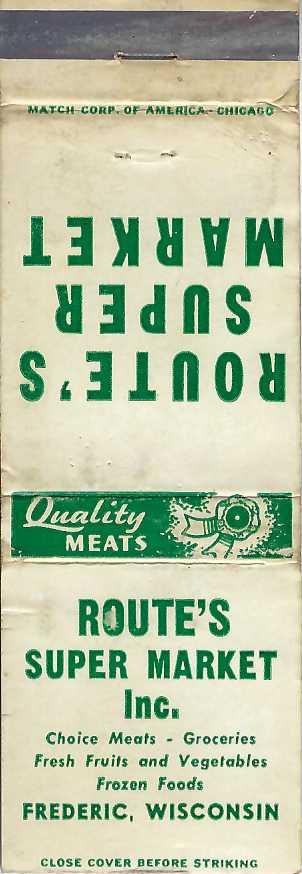 MATCH CORP. OF AMERICA - CHICAGO
ROUTE'S
SUPER
MARKET
Quality
MEATS
ROUTE'S
SUPER MARKET
Inc.
Choice Meats - Groceries
Fresh Fruits and Vegetables
Frozen Foods
FREDERIC, WISCONSIN
CLOSE COVER BEFORE STRIKING